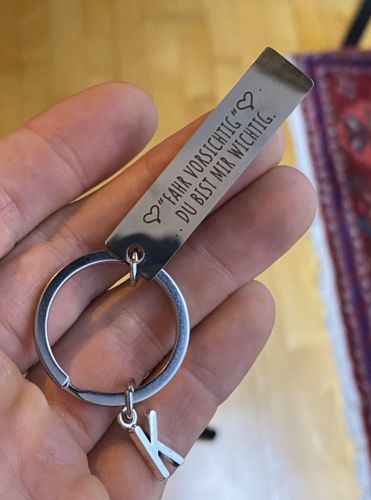 "FAHR VORSICHTIG"...
... DU BIST MIR WICHTIG.
K